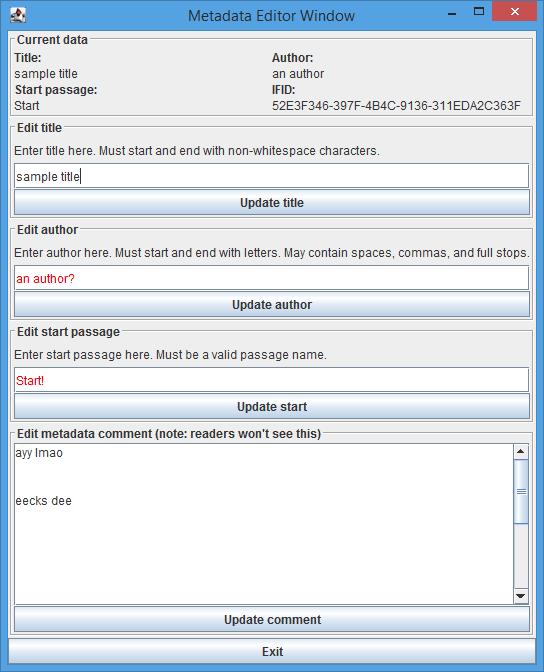 Metadata Editor Window
Current data
Title: Author:
sample title an author
Start passage: IFID:
Start 52E3F346-397F-4B4C-9136-311EDA2C363F
Edit title
Enter title here. Must start and end with non-whitespace characters.
sample title
Update title
Edit author
Enter author here. Must start and end with letters. May contain spaces, commas, and full stops.
an author?
Update author
Edit start passage
Enter start passage here. Must be a valid passage name.
Start!
Update start
Edit metadata comment (note: readers won't see this)
ayy lmao
eecks dee
Update comment
Exit